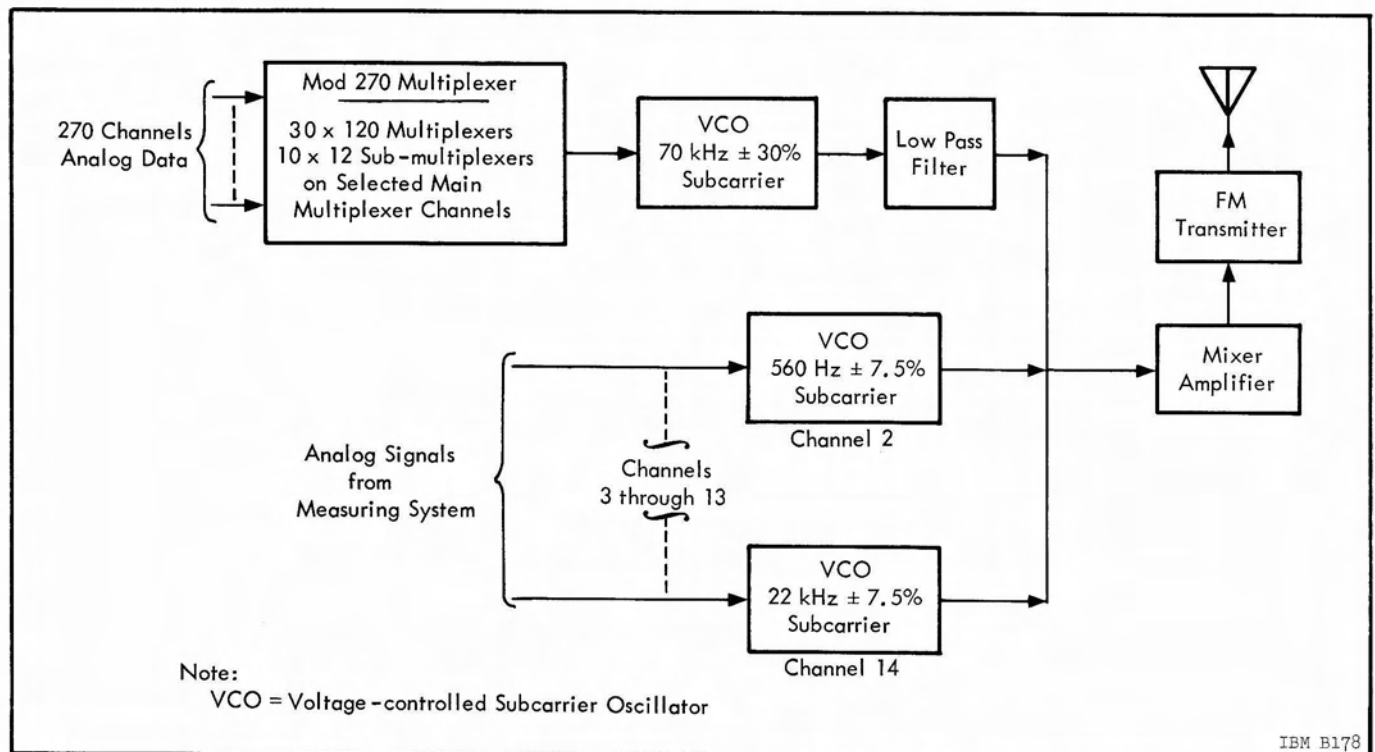 270 Channels
Analog Data
Mod 270 Multiplexer
30 x 120 Multiplexers
10 x 12 Sub-multiplexers
on Selected Main
Multiplexer Channels
VCO
70 kHz ± 30%
Subcarrier
Low Pass
Filter
FM
Transmitter
Mixer
Amplifier
Analog Signals
from
Measuring System
Channels
3 through 13
VCO
560 Hz ± 7.5%
Subcarrier
Channel 2
VCO
22 kHz ± 7.5%
Subcarrier
Channel 14
Note:
VCO = Voltage-controlled Subcarrier Oscillator
IBM B178